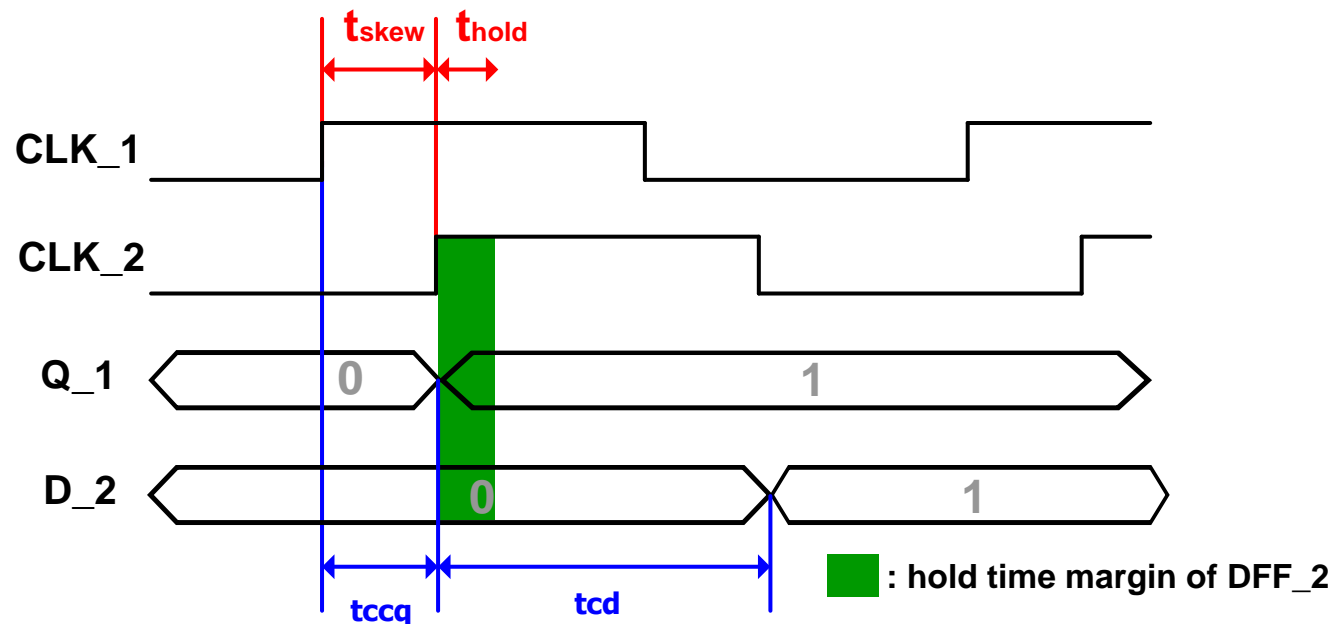 tskew thold
CLK_1
CLK_2
Q_1 0 1
D_2 0 1
tccq tcd
: hold time margin of DFF_2